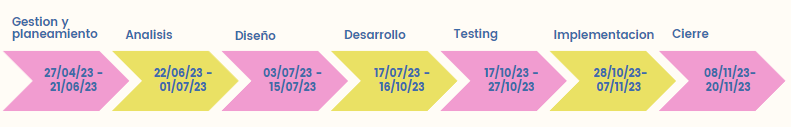 Gestion y
planeamiento
Analisis
Diseño
Desarrollo
Testing
Implementacion
Cierre
27/04/23 -
21/06/23
22/06/23 -
01/07/23
03/07/23 -
15/07/23
17/07/23 -
16/10/23
17/10/23 -
27/10/23
28/10/23-
07/11/23
08/11/23-
20/11/23